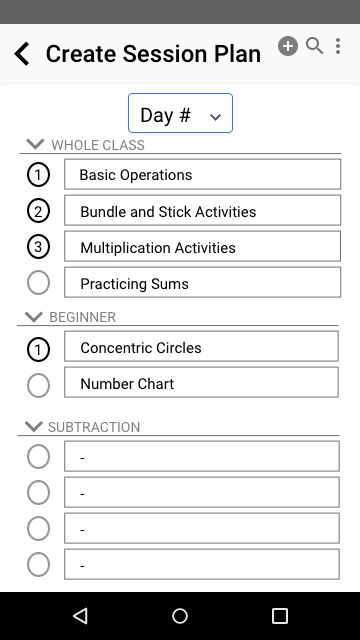 Create Session Plan
Day #
WHOLE CLASS
1 Basic Operations
2 Bundle and Stick Activities
3 Multiplication Activities
Practicing Sums
BEGINNER
1 Concentric Circles
Number Chart
SUBTRACTION
-
-
-
-